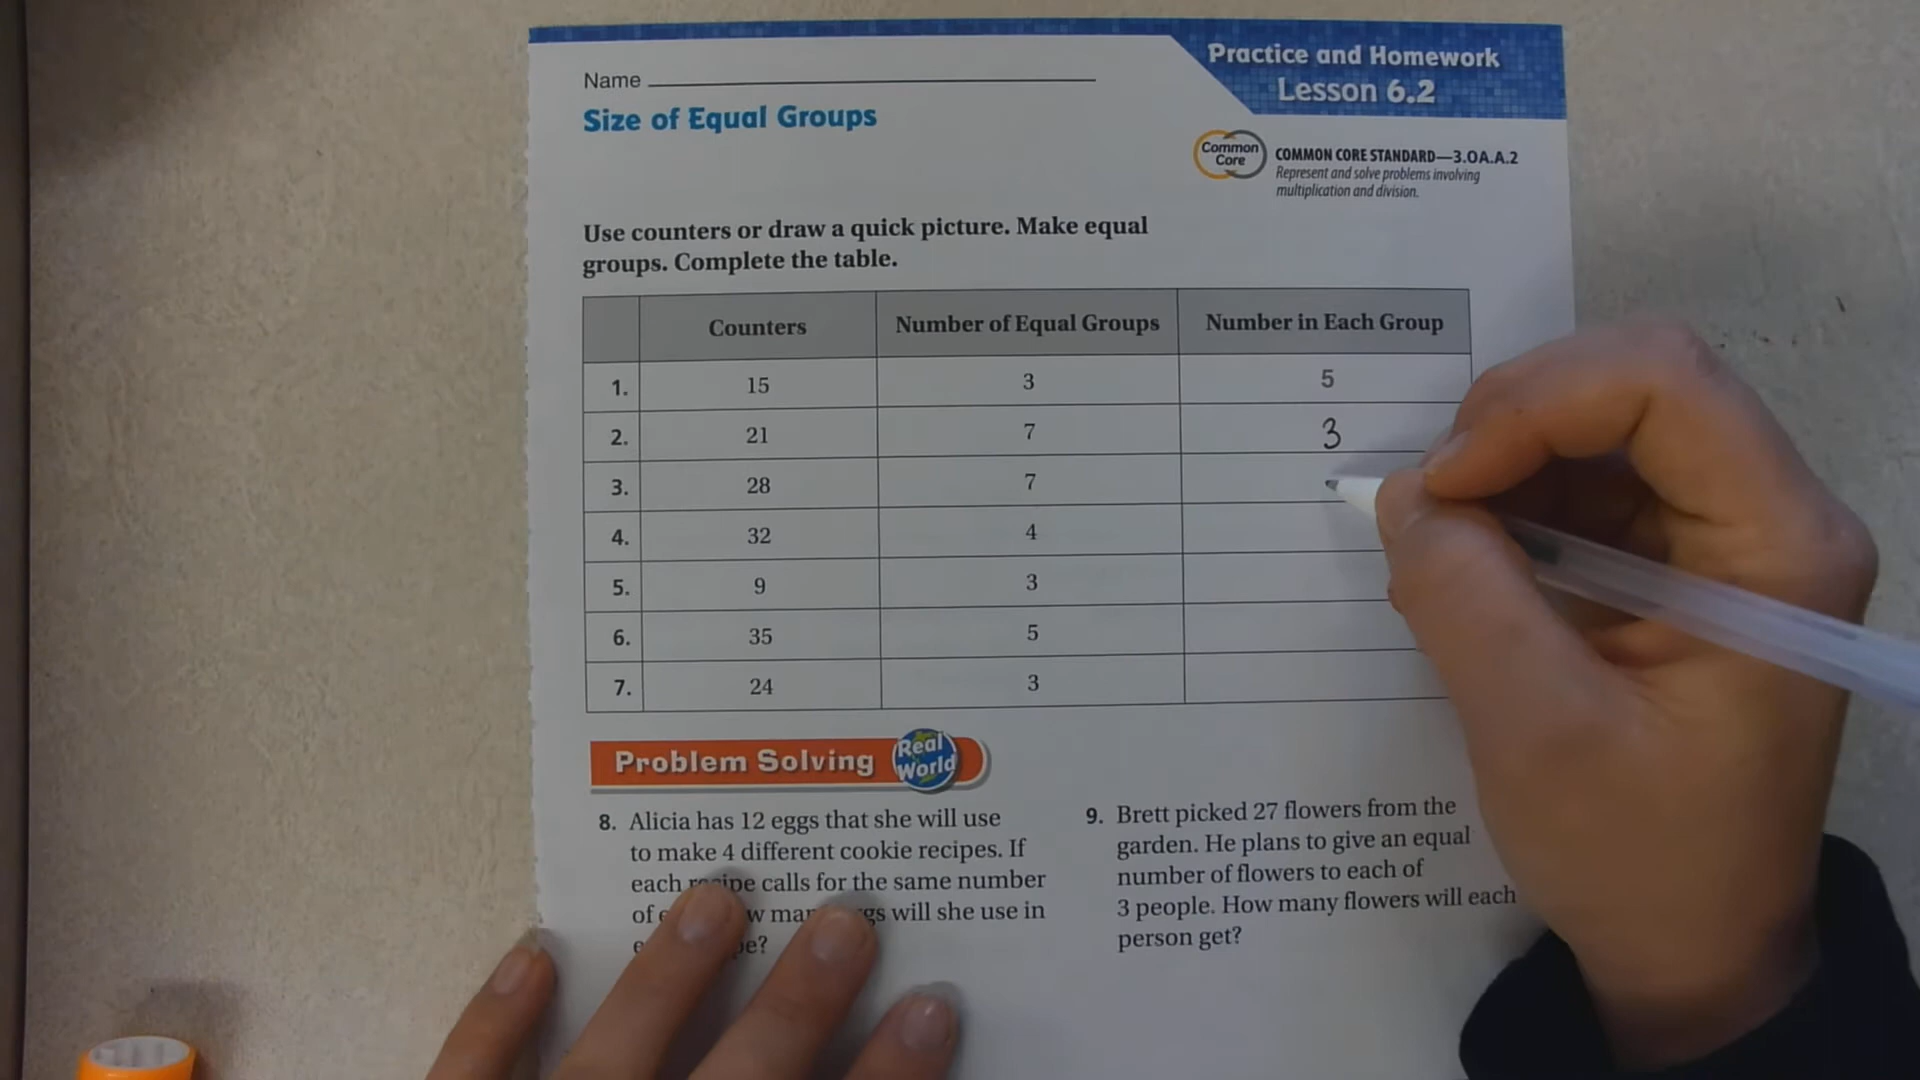 Name
Practice and Homework
Lesson 6.2
Size of Equal Groups
Common
Core
COMMON CORE STANDARD—3.OA.A.2
Represent and solve problems involving
multiplication and division.
Use counters or draw a quick picture. Make equal
groups. Complete the table.
Counters Number of Equal Groups Number in Each Group
1. 15 3 5
2. 21 7 3
3. 28 7
4. 32 4
5. 9 3
6. 35 5
7. 24 3
Problem Solving Real
World
8. Alicia has 12 eggs that she will use
to make 4 different cookie recipes. If
each calls for the same number
of will she use in
9. Brett picked 27 flowers from the
garden. He plans to give an equal
number of flowers to each of
3 people. How many flowers will each
person get?